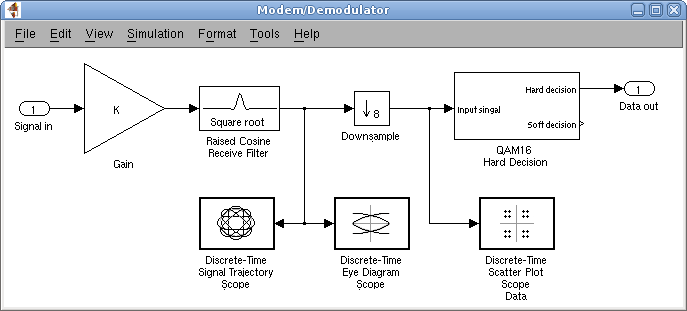 Modem/Demodulator
File Edit View Simulation Format Tools Help
1
Signal in
K
Gain
Square root
Raised Cosine
Receive Filter
8
Downsample
Input singal
Hard decision
Soft decision
QAM16
Hard Decision
1
Data out
Discrete-Time
Signal Trajectory
Scope
Discrete-Time
Eye Diagram
Scope
Discrete-Time
Scatter Plot
Scope
Data